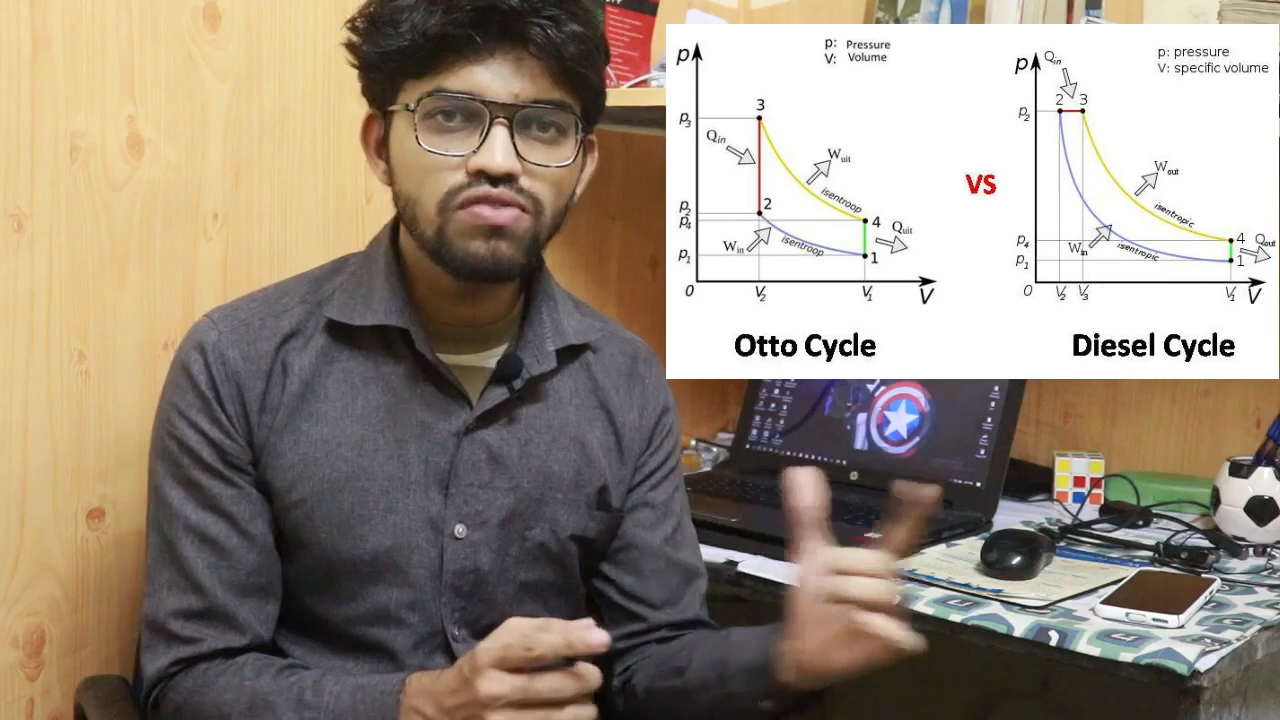 p
p: Pressure
V: Volume
3
p₃
Qin
Wuit
isentroop
p₂
p₄
2
4
Quit
Win
isentroop
p₁
1
0
V₂
V₁
V
Otto Cycle
VS
p
Qin
p: pressure
V: specific volume
2 3
p₂
Wout
isentropic
p₄
4
Qout
Win
isentropic
p₁
1
0
V₂
V₃
V₁
V
Diesel Cycle